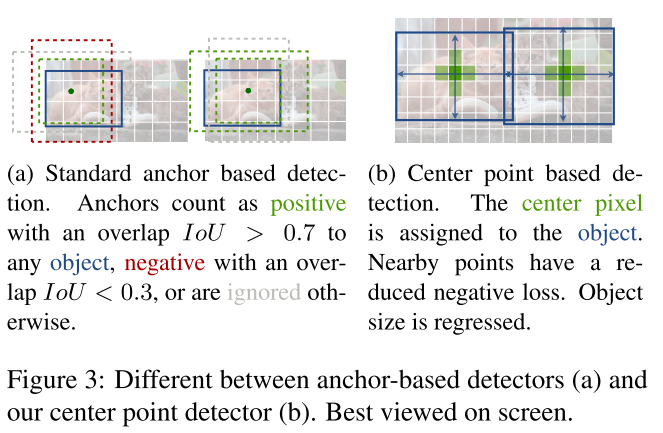 (a) Standard anchor based detec-
tion. Anchors count as positive
with an overlap IoU > 0.7 to
any object, negative with an over-
lap IoU < 0.3, or are ignored oth-
erwise.
(b) Center point based de-
tection. The center pixel
is assigned to the object.
Nearby points have a re-
duced negative loss. Object
size is regressed.
Figure 3: Different between anchor-based detectors (a) and
our center point detector (b). Best viewed on screen.